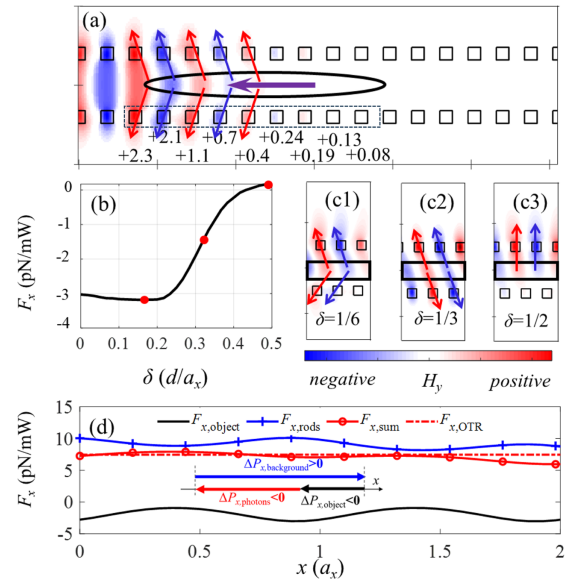 (a)
+2.1 +0.7 +0.24 +0.13
+2.3 +1.1 +0.4 +0.19 +0.08
(b)
F_x (pN/mW)
0
-1
-2
-3
-4
0 0.1 0.2 0.3 0.4 0.5
δ (d/a_x)
(c1) (c2) (c3)
δ=1/6 δ=1/3 δ=1/2
negative H_y positive
(d)
F_x,object F_x,rods F_x,sum F_x,OTR
F_x (pN/mW)
15
10
5
0
-5
ΔP_x,background>0
x
ΔP_x,photons<0 ΔP_x,object<0
0 0.5 1 1.5 2
x (a_x)